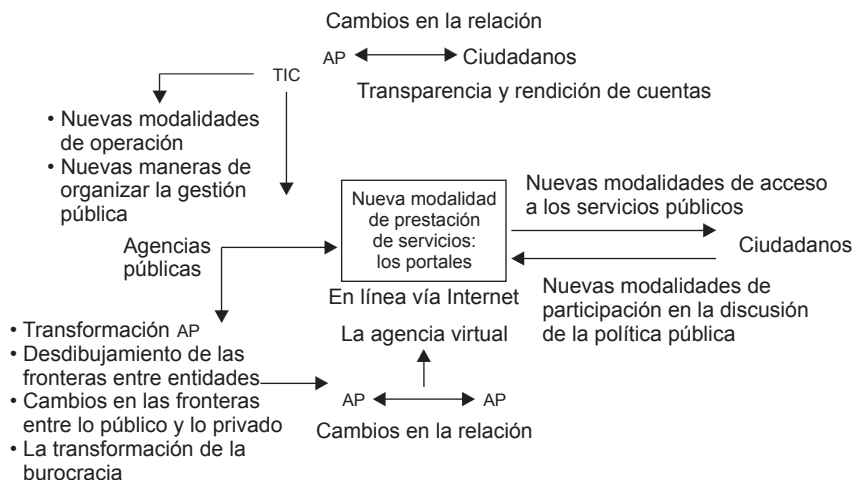 Cambios en la relación
AP Ciudadanos
TIC
Transparencia y rendición de cuentas
• Nuevas modalidades
de operación
• Nuevas maneras de
organizar la gestión
pública
Nueva modalidad
de prestación
de servicios:
los portales
Nuevas modalidades de acceso
a los servicios públicos
Agencias
públicas
Ciudadanos
En línea vía Internet
Nuevas modalidades de
participación en la discusión
de la política pública
La agencia virtual
• Transformación AP
• Desdibujamiento de las
fronteras entre entidades
• Cambios en las fronteras
entre lo público y lo privado
• La transformación de la
burocracia
AP AP
Cambios en la relación